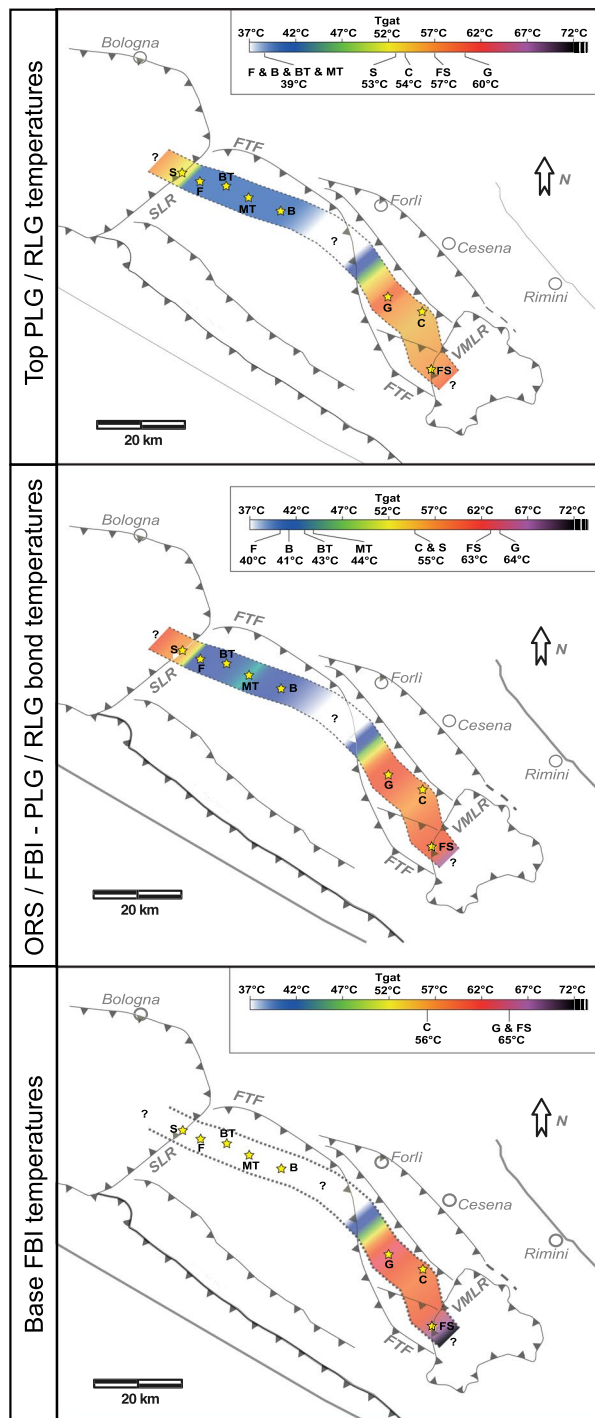 Top PLG / RLG temperatures
Tgat
37°C 42°C 47°C 52°C 57°C 62°C 67°C 72°C
F & B & BT & MT S C FS G
39°C 53°C 54°C 57°C 60°C
Bologna
FTF
N
?
S
BT
F
Forlì
SLR
MT
B
?
Cesena
Rimini
G
C
VMLR
FS
?
FTF
20 km
ORS / FBI - PLG / RLG bond temperatures
Tgat
37°C 42°C 47°C 52°C 57°C 62°C 67°C 72°C
F B BT MT C & S FS G
40°C 41°C 43°C 44°C 55°C 63°C 64°C
Bologna
FTF
N
?
S
BT
F
Forlì
SLR
MT
B
?
Cesena
Rimini
G
C
VMLR
FS
?
FTF
20 km
Base FBI temperatures
Tgat
37°C 42°C 47°C 52°C 57°C 62°C 67°C 72°C
C G & FS
56°C 65°C
Bologna
FTF
N
?
S
BT
F
Forlì
SLR
MT
B
?
Cesena
Rimini
G
C
VMLR
FS
?
FTF
20 km